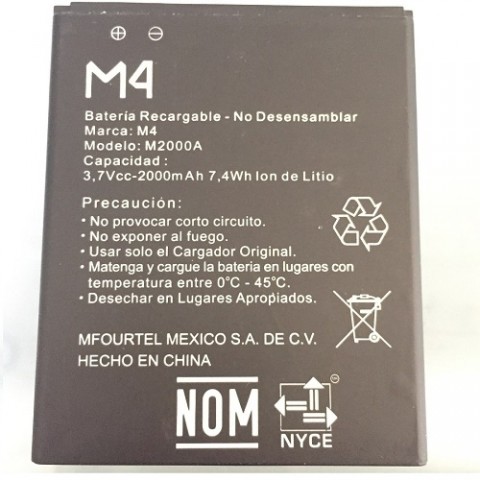 ⊕ ⊖
M4
Batería Recargable - No Desensamblar
Marca: M4
Modelo: M2000A
Capacidad :
3,7Vcc-2000mAh 7,4Wh Ion de Litio
Precaución:
• No provocar corto circuito.
• No exponer al fuego.
• Usar solo el Cargador Original.
• Matenga y cargue la bateria en lugares con
temperatura entre 0°C - 45°C.
• Desechar en Lugares Apropiados.
MFOURTEL MEXICO S.A. DE C.V.
HECHO EN CHINA
NOM
NYCE